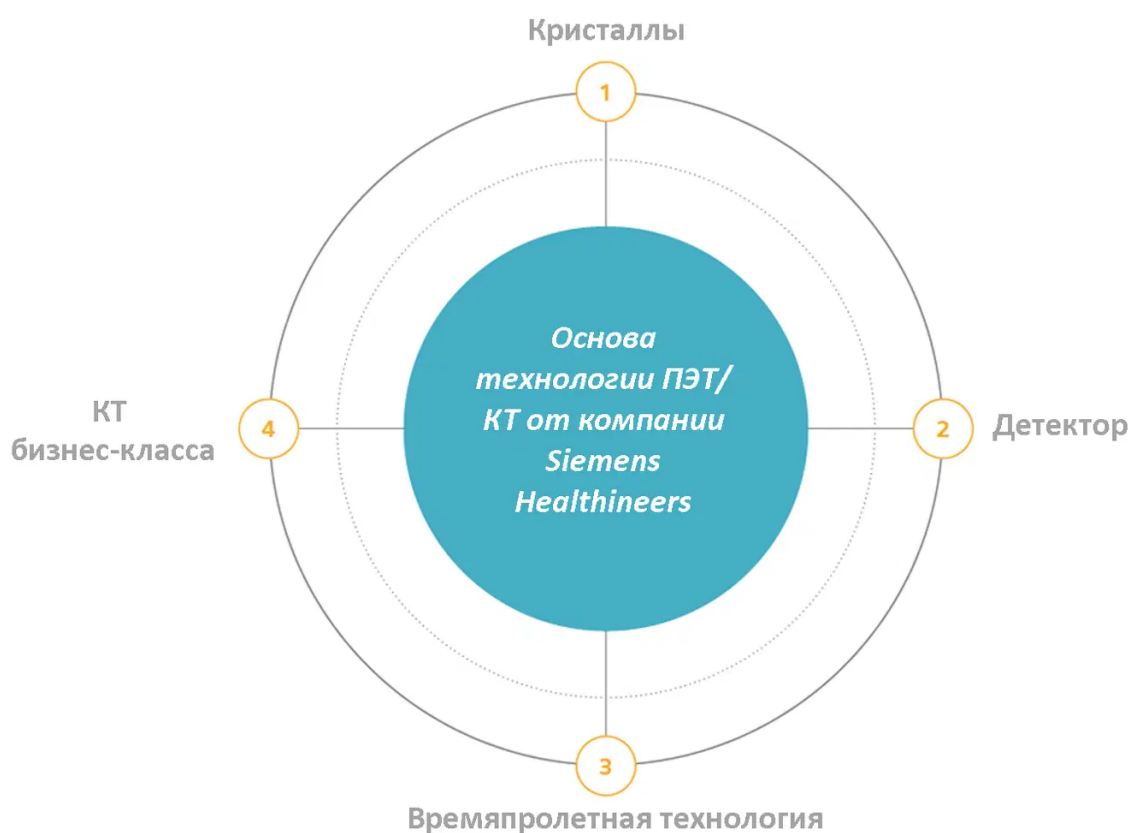 Кристаллы
1
Основа
технологии ПЭТ/
КТ от компании
Siemens
Healthineers
КТ
бизнес-класса
4
2
Детектор
3
Времяпролетная технология